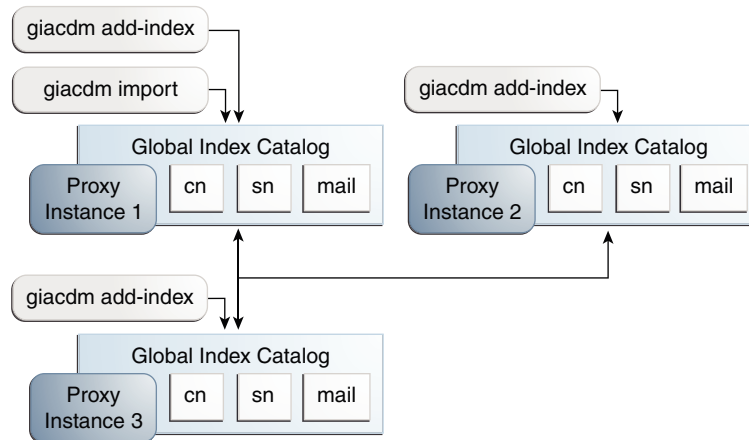 giacdm add-index
giacdm import
Global Index Catalog
cn sn mail
Proxy
Instance 1
giacdm add-index
Global Index Catalog
cn sn mail
Proxy
Instance 2
giacdm add-index
Global Index Catalog
cn sn mail
Proxy
Instance 3